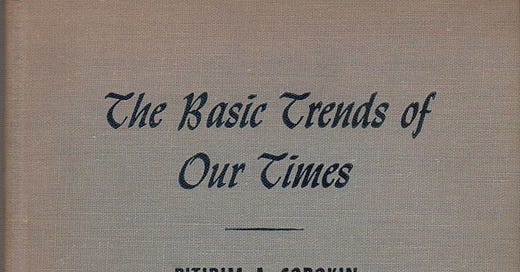 The Basic Trends of
Our Times
PITIRIM A. SOROKIN